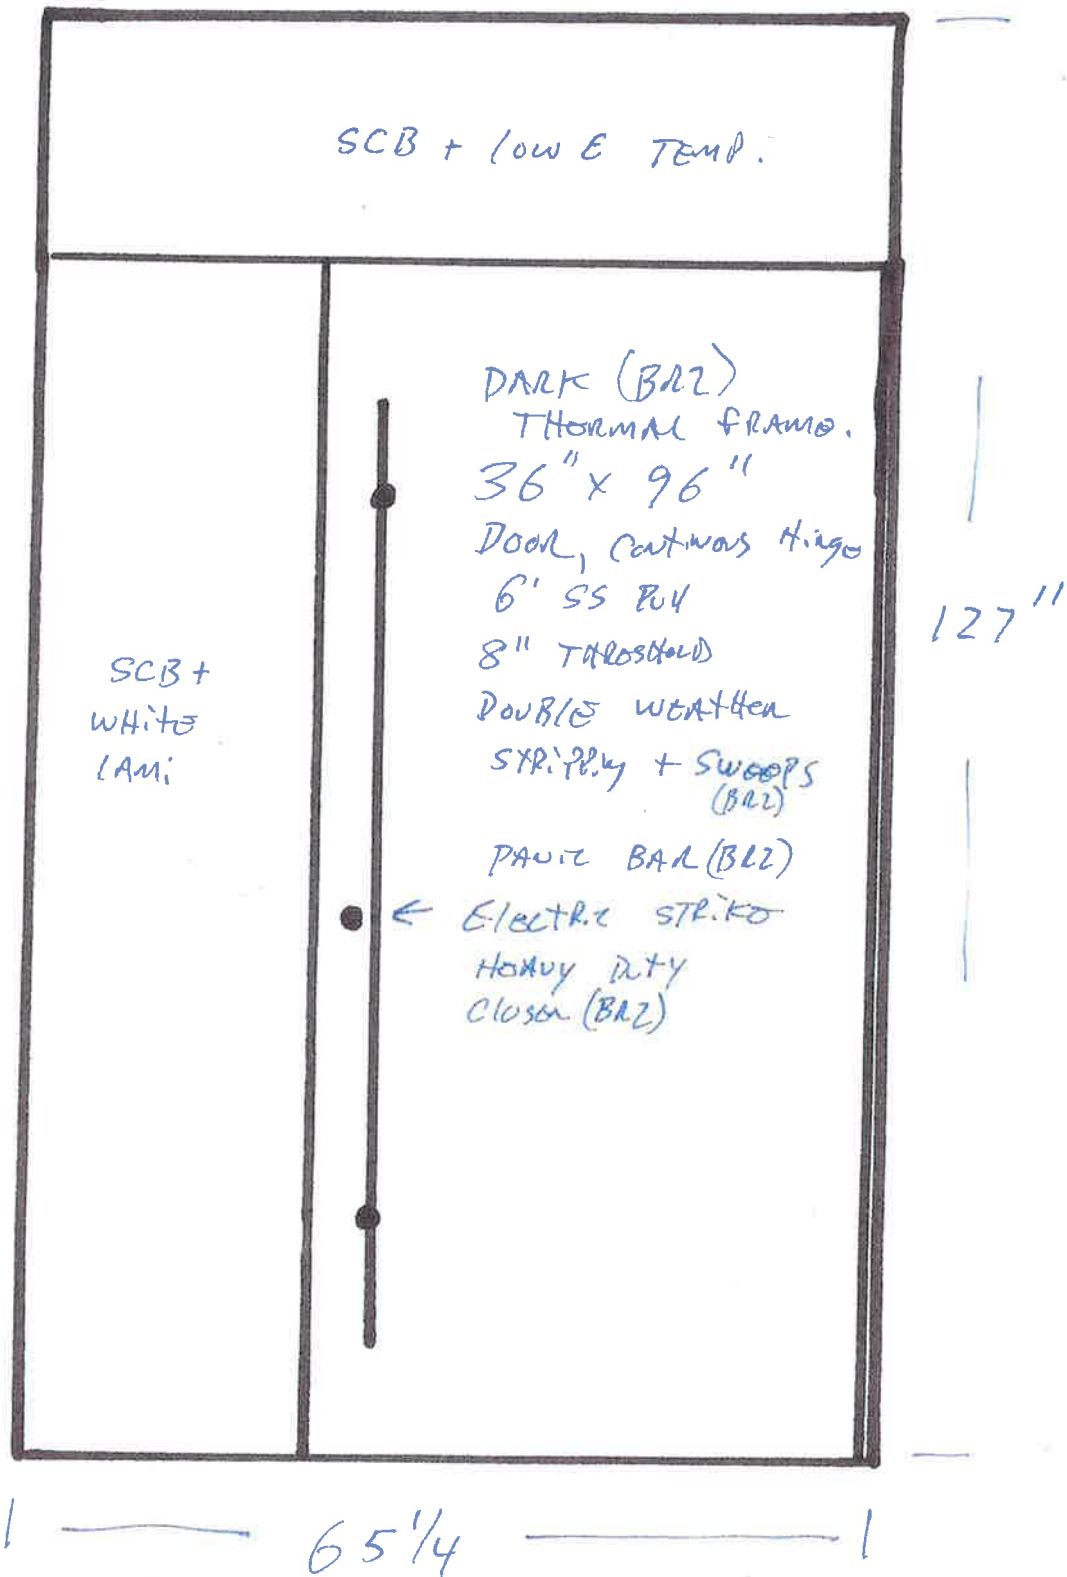 SCB + low E TEMP.
DARK (BRZ)
THERMAL FRAME.
36" x 96"
DOOR, Continous Hinge
6' SS Pull
8" THRESHOLD
DOUBLE WEATHER
STRIPPING + SWEEPS
(BRZ)
PANIC BAR (BRZ)
← ElectRic STRIKE
HEAVY DUTY
Closer (BRZ)
SCB +
WHITE
LAMI
127"
65 1/4